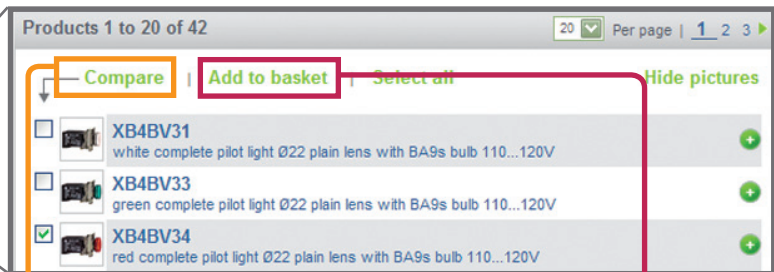 Products 1 to 20 of 42 20 Per page | 1 2 3
Compare | Add to basket | Select all Hide pictures
XB4BV31
white complete pilot light Ø22 plain lens with BA9s bulb 110...120V
XB4BV33
green complete pilot light Ø22 plain lens with BA9s bulb 110...120V
XB4BV34
red complete pilot light Ø22 plain lens with BA9s bulb 110...120V